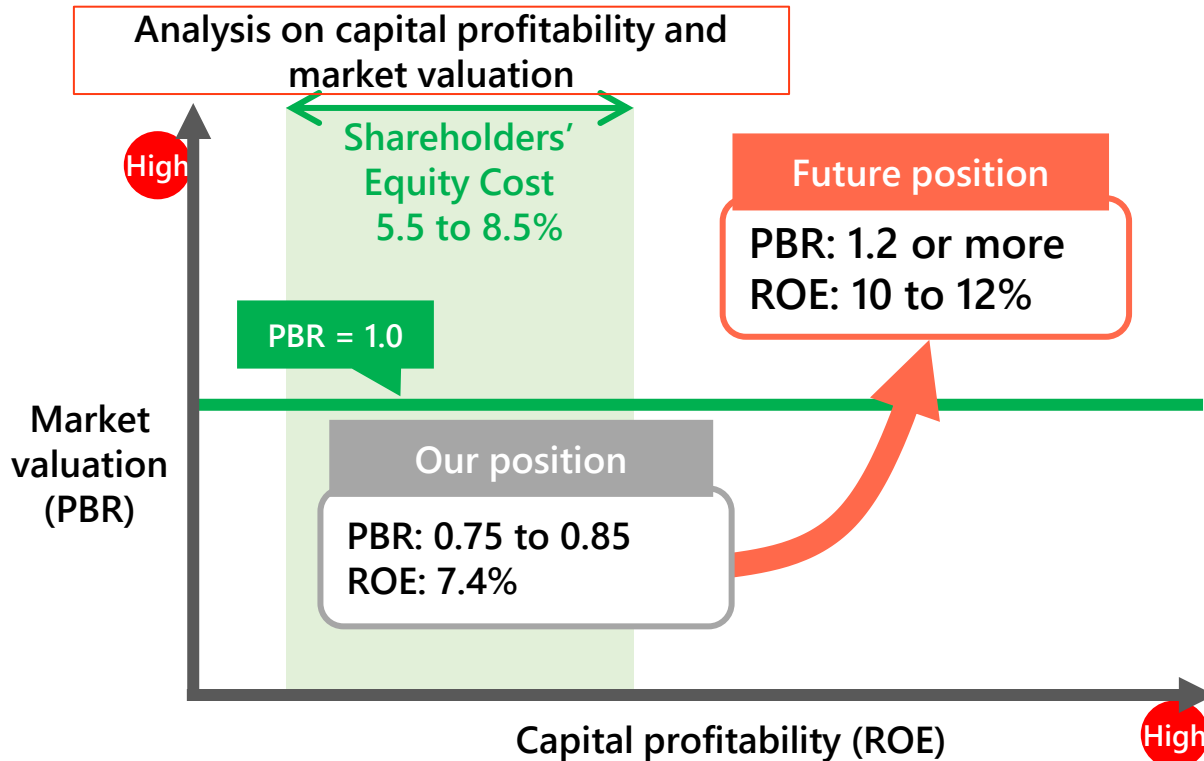 Analysis on capital profitability and
market valuation
High
Shareholders’
Equity Cost
5.5 to 8.5%
Future position
PBR: 1.2 or more
ROE: 10 to 12%
PBR = 1.0
Market
valuation
(PBR)
Our position
PBR: 0.75 to 0.85
ROE: 7.4%
Capital profitability (ROE)
High